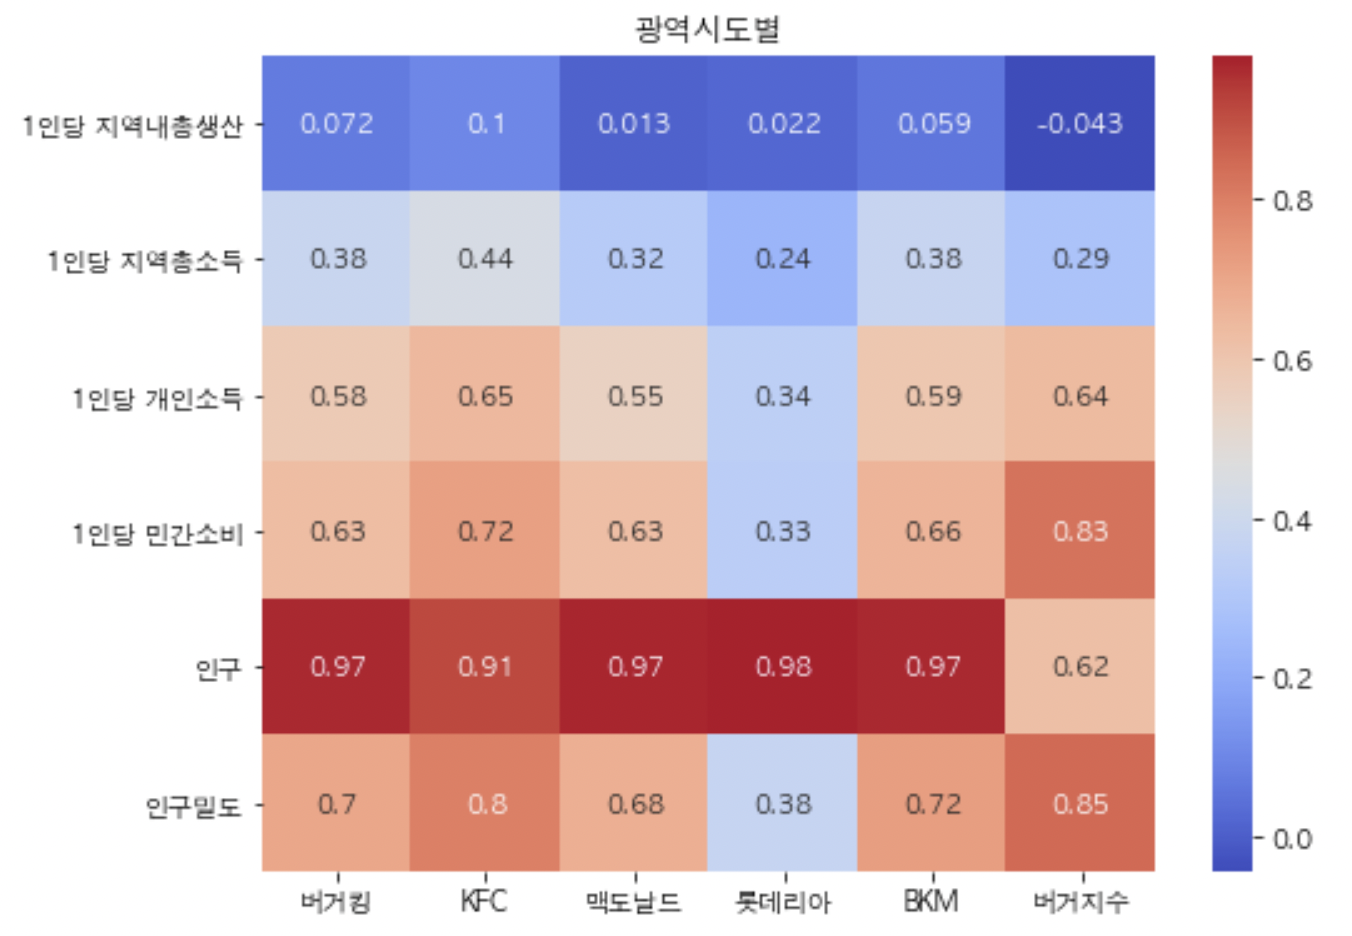 광역시도별
1인당 지역내총생산 0.072 0.1 0.013 0.022 0.059 -0.043
1인당 지역총소득 0.38 0.44 0.32 0.24 0.38 0.29
1인당 개인소득 0.58 0.65 0.55 0.34 0.59 0.64
1인당 민간소비 0.63 0.72 0.63 0.33 0.66 0.83
인구 0.97 0.91 0.97 0.98 0.97 0.62
인구밀도 0.7 0.8 0.68 0.38 0.72 0.85
버거킹 KFC 맥도날드 롯데리아 BKM 버거지수
0.8
0.6
0.4
0.2
0.0